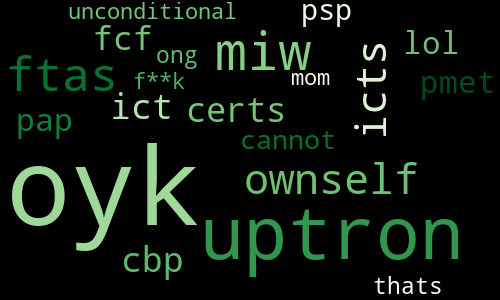 unconditional psp
fcf ong miw lol
ftas f**k mom icts pmet
pap ict certs
cannot
oyk ownself
uptron
cbp
thats